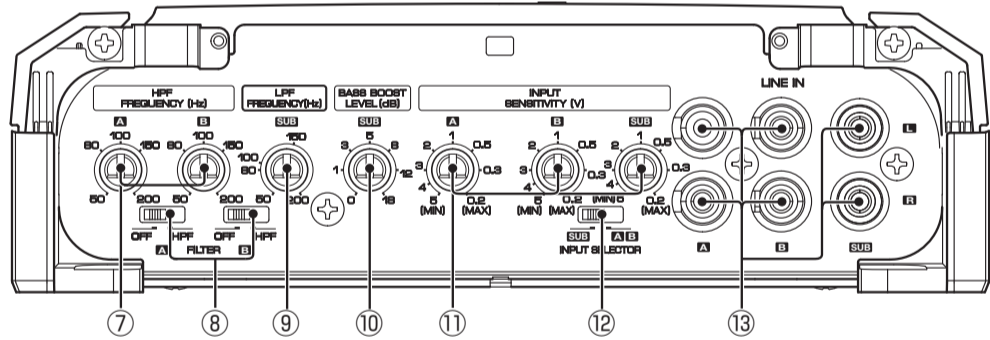 LINE IN
HPF FREQUENCY (Hz)
LPF FREQUENCY(Hz)
BASS BOOST LEVEL (dB)
INPUT SENSITIVITY (V)
A B SUB SUB A B SUB
50 80 100 150 200
50 80 100 150 200
50 80 100 150 200
0 1 3 5 8 12 18
5 (MIN) 4 3 2 1 0.5 0.3 0.2 (MAX)
5 (MIN) 4 3 2 1 0.5 0.3 0.2 (MAX)
(MIN) 5 4 3 2 1 0.5 0.3 0.2 (MAX)
L
R
OFF HPF OFF HPF
A FILTER B
SUB A B
INPUT SELECTOR
A B SUB
⑦ ⑧ ⑨ ⑩ ⑪ ⑫ ⑬